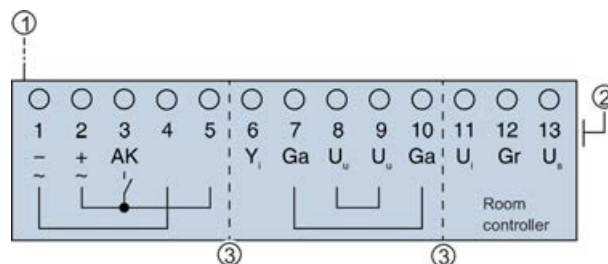 ①
②
1 2 3 4 5 6 7 8 9 10 11 12 13
− + AK Yᵢ Ga Uᵤ Uᵤ Ga Uᵢ Gr Uₛ
~ ~
Room
controller
③ ③